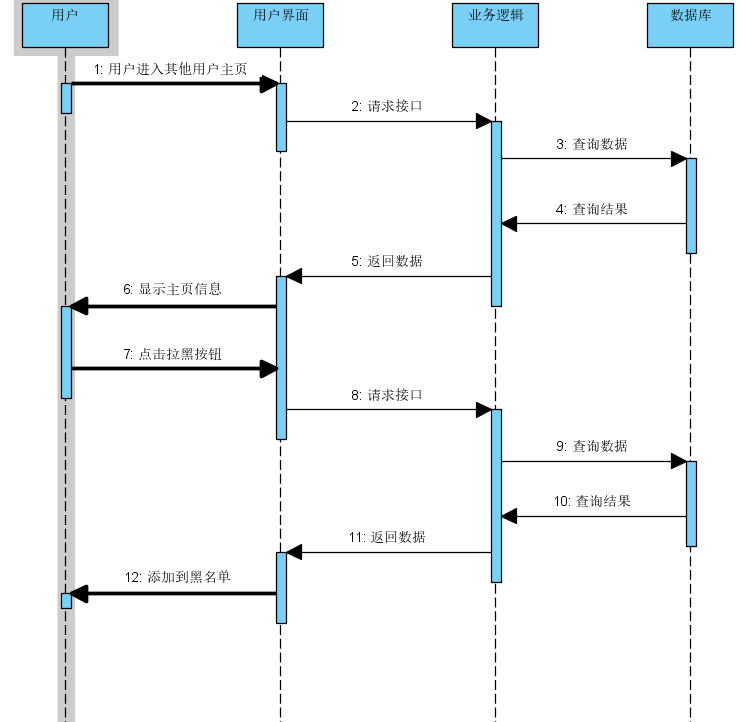 用户
用户界面
业务逻辑
数据库
1: 用户进入其他用户主页
2: 请求接口
3: 查询数据
4: 查询结果
5: 返回数据
6: 显示主页信息
7: 点击拉黑按钮
8: 请求接口
9: 查询数据
10: 查询结果
11: 返回数据
12: 添加到黑名单